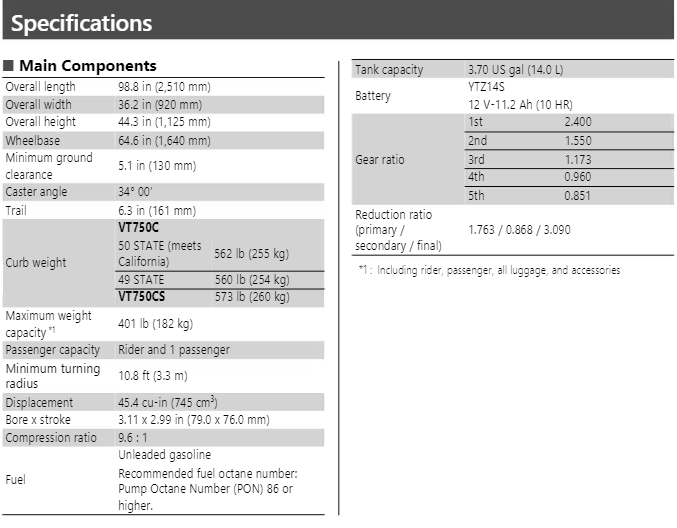 Specifications
■ Main Components
Overall length 98.8 in (2,510 mm)
Overall width 36.2 in (920 mm)
Overall height 44.3 in (1,125 mm)
Wheelbase 64.6 in (1,640 mm)
Minimum ground
clearance 5.1 in (130 mm)
Caster angle 34° 00′
Trail 6.3 in (161 mm)
Curb weight
VT750C
50 STATE (meets
California) 562 lb (255 kg)
49 STATE 560 lb (254 kg)
VT750CS 573 lb (260 kg)
Maximum weight
capacity *1 401 lb (182 kg)
Passenger capacity Rider and 1 passenger
Minimum turning
radius 10.8 ft (3.3 m)
Displacement 45.4 cu-in (745 cm3)
Bore x stroke 3.11 x 2.99 in (79.0 x 76.0 mm)
Compression ratio 9.6 : 1
Fuel
Unleaded gasoline
Recommended fuel octane number:
Pump Octane Number (PON) 86 or
higher.
Tank capacity 3.70 US gal (14.0 L)
Battery
YTZ14S
12 V-11.2 Ah (10 HR)
Gear ratio
1st 2.400
2nd 1.550
3rd 1.173
4th 0.960
5th 0.851
Reduction ratio
(primary /
secondary / final) 1.763 / 0.868 / 3.090
*1 : Including rider, passenger, all luggage, and accessories